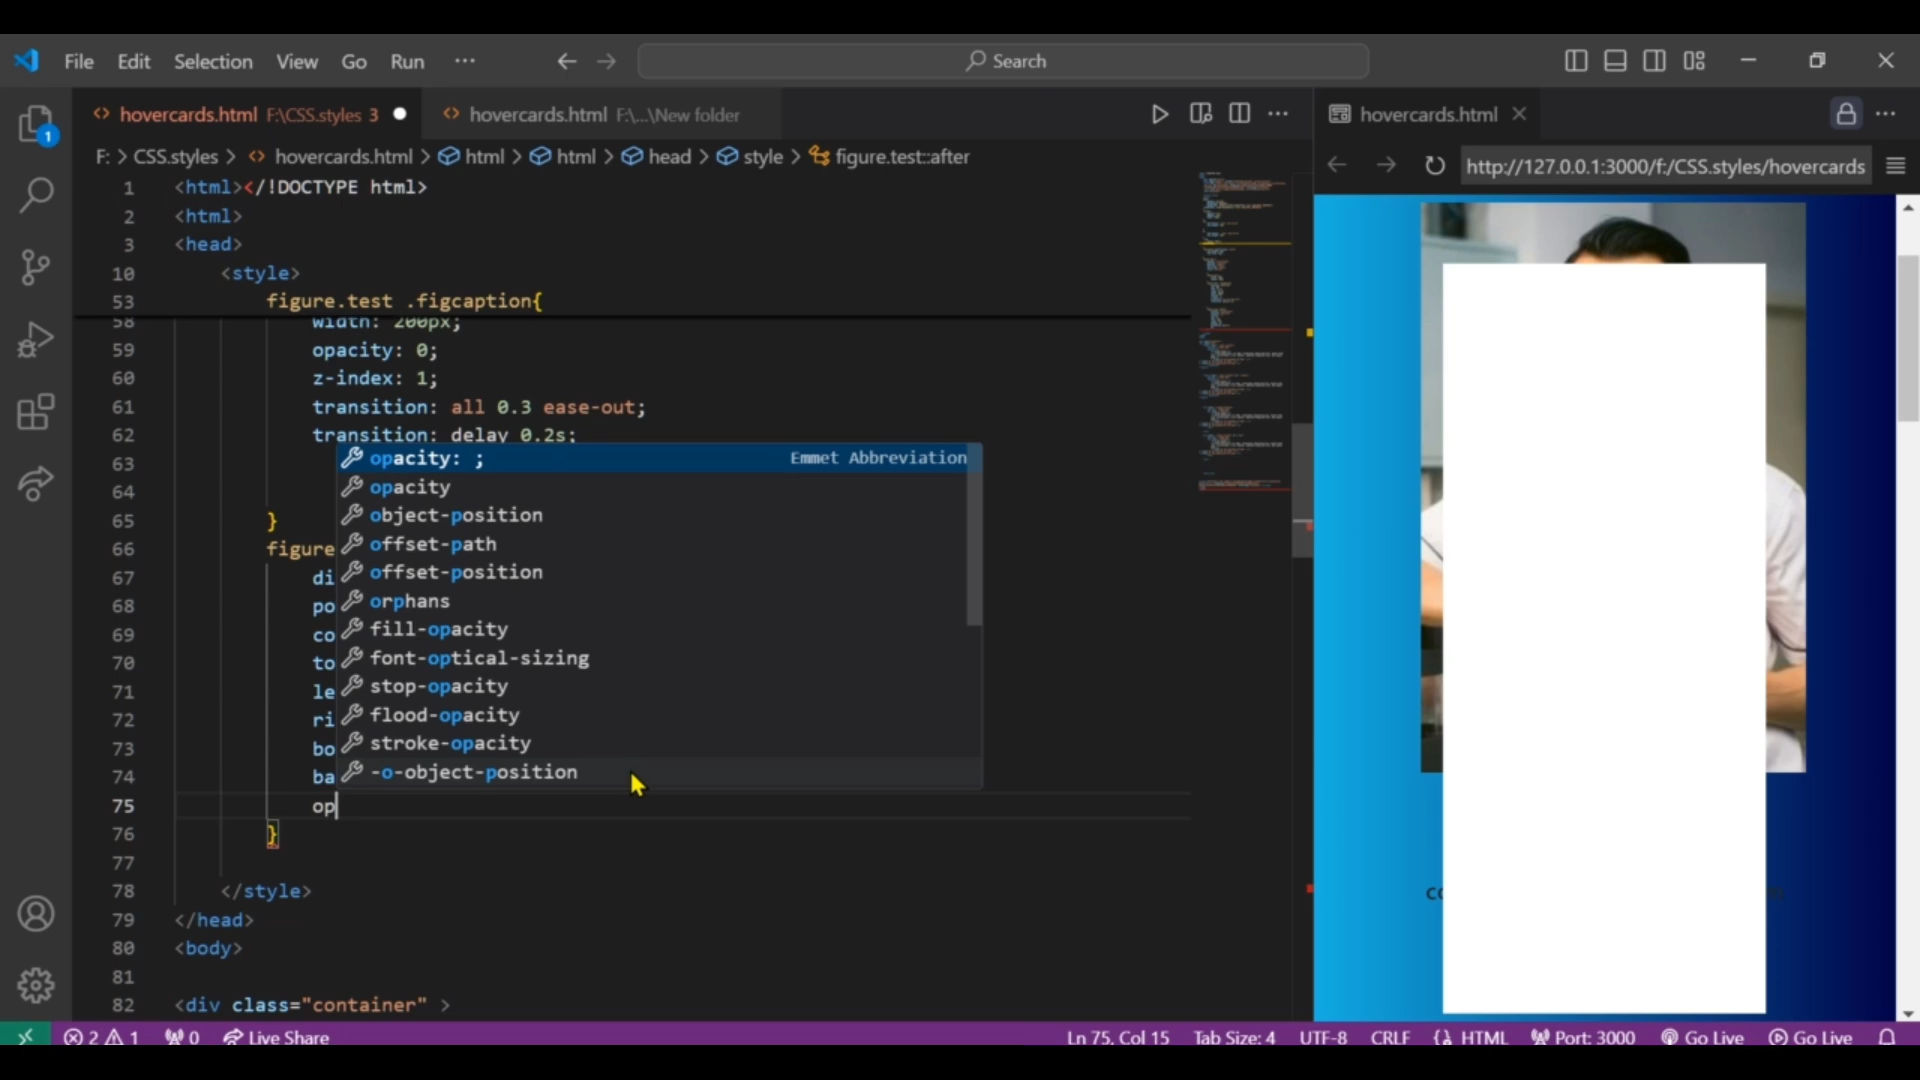 File Edit Selection View Go Run ··· Search
hovercards.html F:\CSS.styles 3 hovercards.html F:\...\New folder
hovercards.html
F: > CSS.styles > hovercards.html > html > html > head > style > figure.test::after
http://127.0.0.1:3000/f:/CSS.styles/hovercards
1 <html></!DOCTYPE html>
2 <html>
3 <head>
10 <style>
53 figure.test .figcaption{
58 width: 200px;
59 opacity: 0;
60 z-index: 1;
61 transition: all 0.3 ease-out;
62 transition: delay 0.2s;
63 opacity: ; Emmet Abbreviation
64 opacity
65 } object-position
66 figure offset-path
67 di offset-position
68 po orphans
69 co fill-opacity
70 to font-optical-sizing
71 le stop-opacity
72 ri flood-opacity
73 bo stroke-opacity
74 ba -o-object-position
75 op
76 }
77
78 </style>
79 </head>
80 <body>
81
82 <div class="container" >
1
2 1 0 Live Share Ln 75, Col 15 Tab Size: 4 UTF-8 CRLF HTML Port: 3000 Go Live Go Live